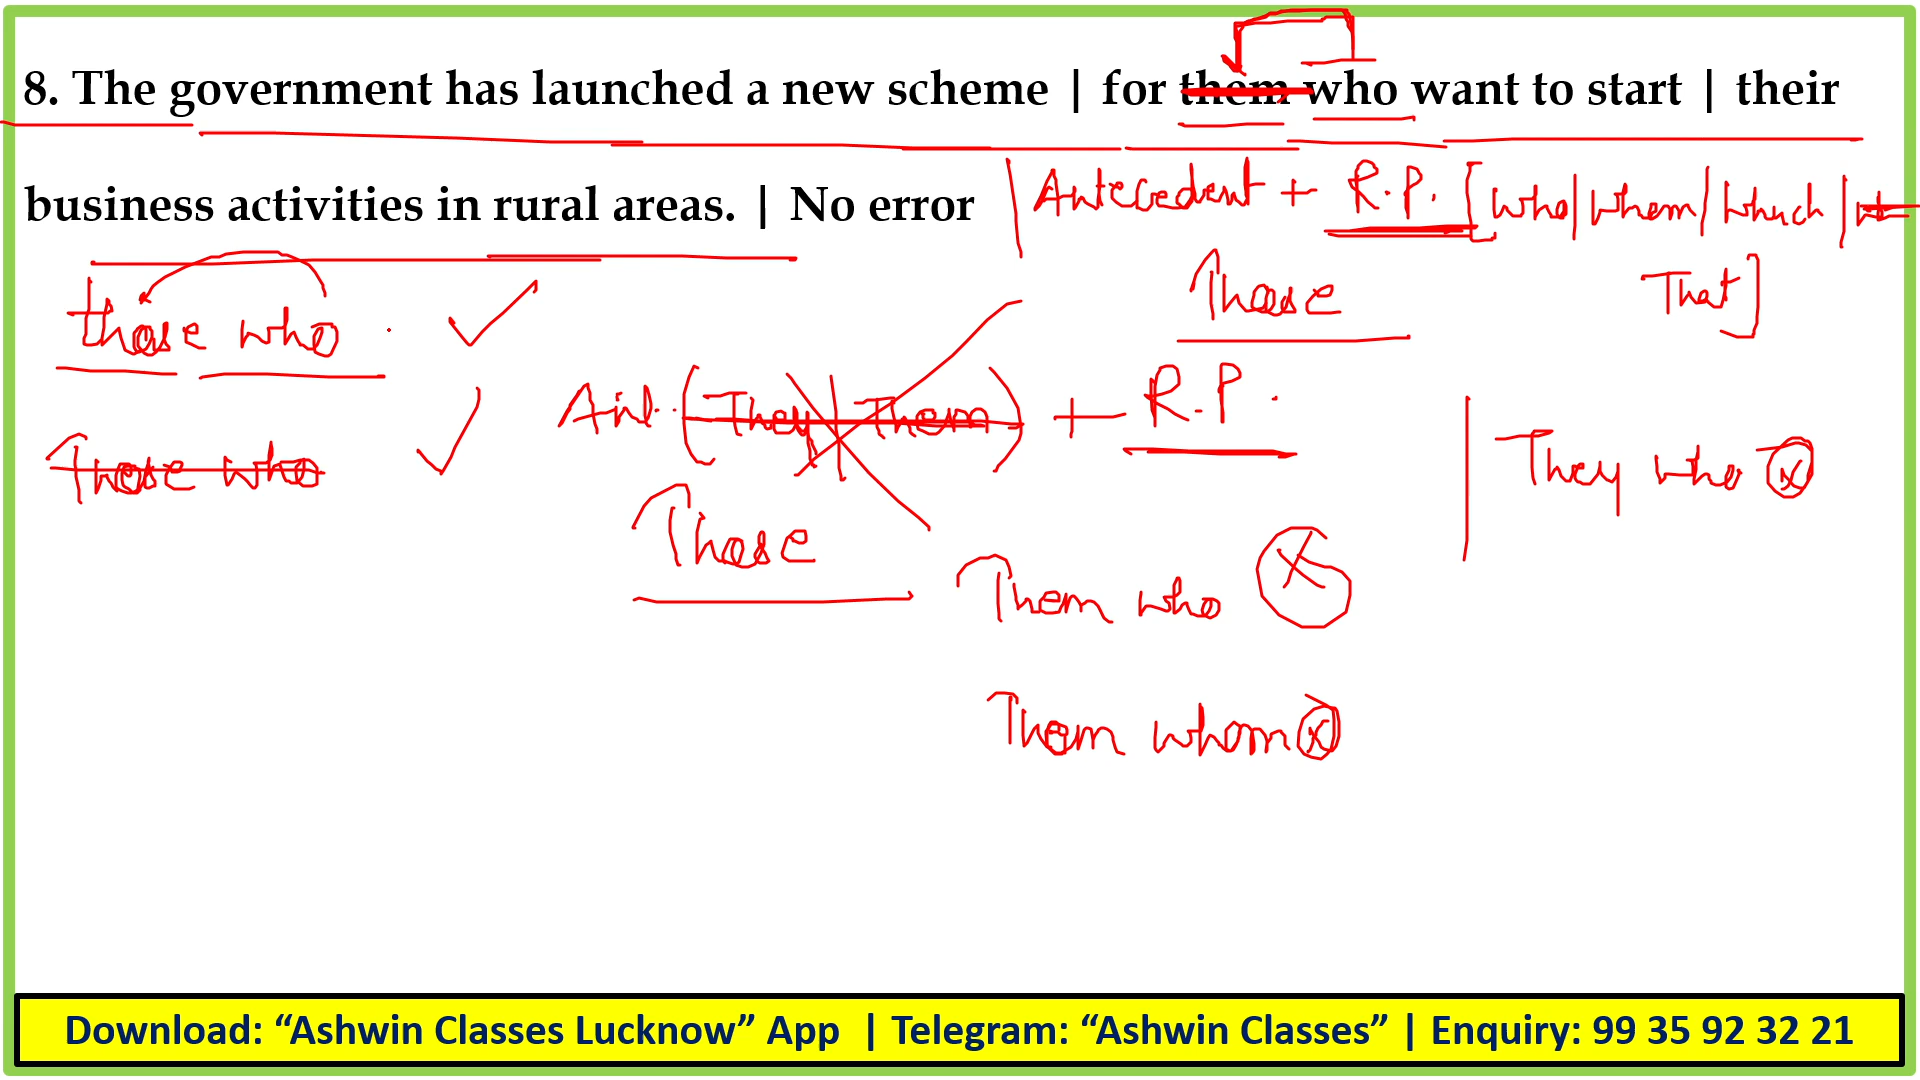 8. The government has launched a new scheme | for them who want to start | their
business activities in rural areas. | No error
Antecedent + R.P. [who|whom|which|
That]
Those
those who
Those who
Ant. (They | Them) + R.P.
They who
Those
Them who
Them whom
Download: “Ashwin Classes Lucknow” App | Telegram: “Ashwin Classes” | Enquiry: 99 35 92 32 21